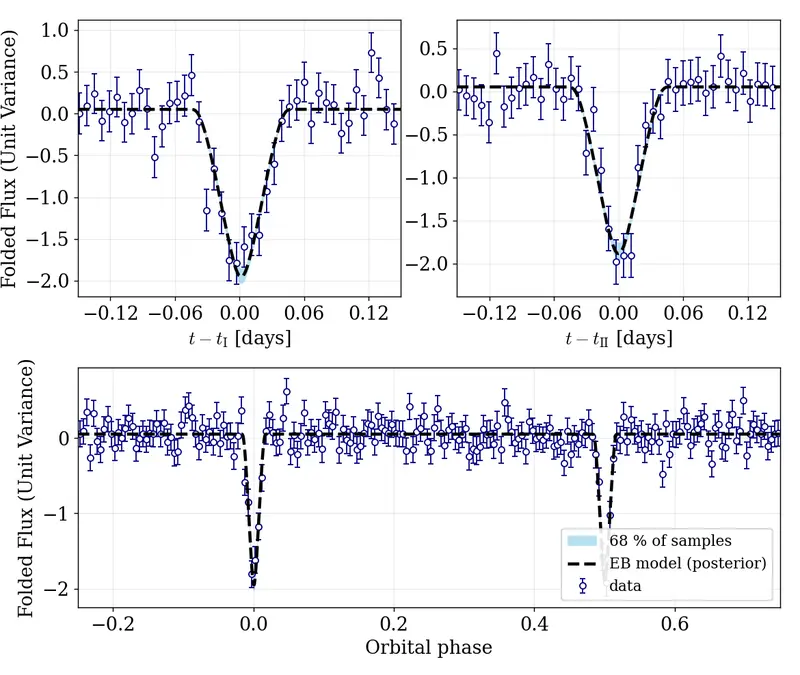 Folded Flux (Unit Variance)
1.0
0.5
0.0
−0.5
−1.0
−1.5
−2.0
−0.12 −0.06 0.00 0.06 0.12
t − tI [days]
0.5
0.0
−0.5
−1.0
−1.5
−2.0
−0.12 −0.06 0.00 0.06 0.12
t − tII [days]
Folded Flux (Unit Variance)
0
−1
−2
−0.2 0.0 0.2 0.4 0.6
Orbital phase
68 % of samples
EB model (posterior)
data